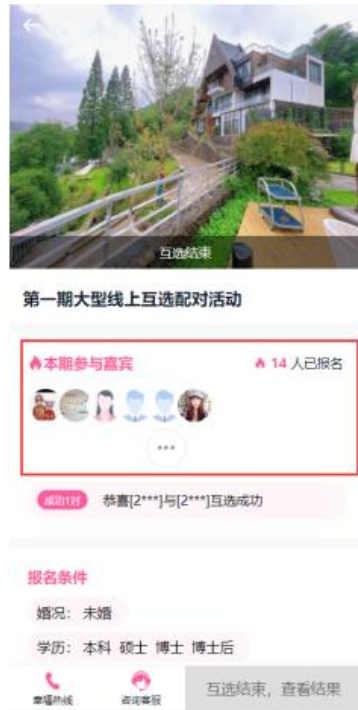 互选结束
第一期大型线上互选配对活动
本期参与嘉宾
14 人已报名
成功1对 恭喜[2***]与[2***]互选成功
报名条件
婚况: 未婚
学历: 本科 硕士 博士 博士后
幸福热线
咨询客服
互选结束, 查看结果